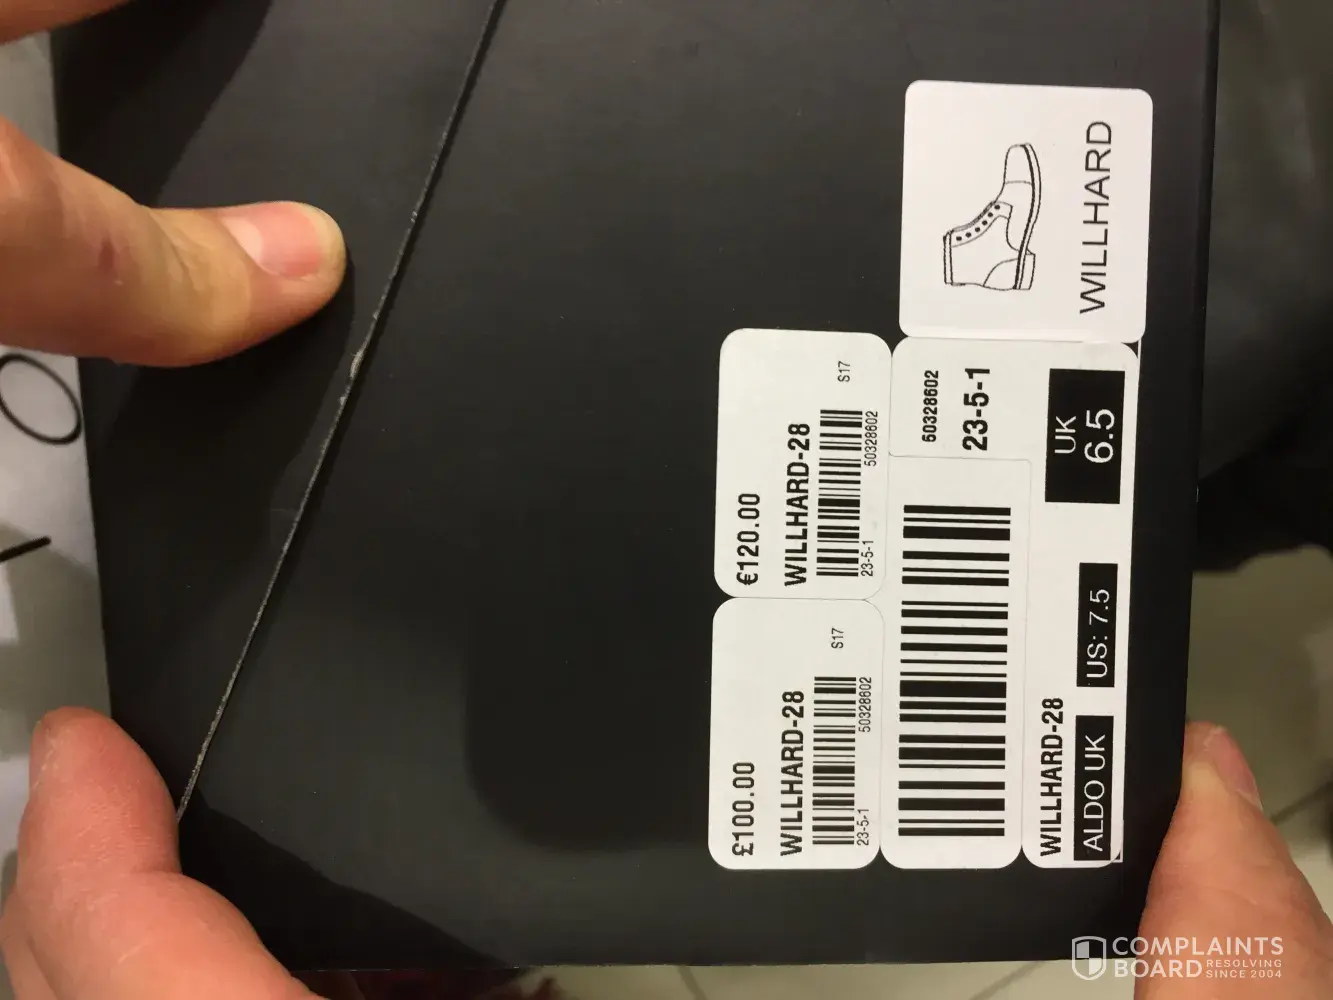 WILLHARD
£100.00
WILLHARD-28
S17
23-5-1
50328602
€120.00
WILLHARD-28
S17
23-5-1
50328602
50328602
23-5-1
WILLHARD-28
ALDO UK
US: 7.5
UK
6.5
COMPLAINTS
BOARD RESOLVING
SINCE 2004